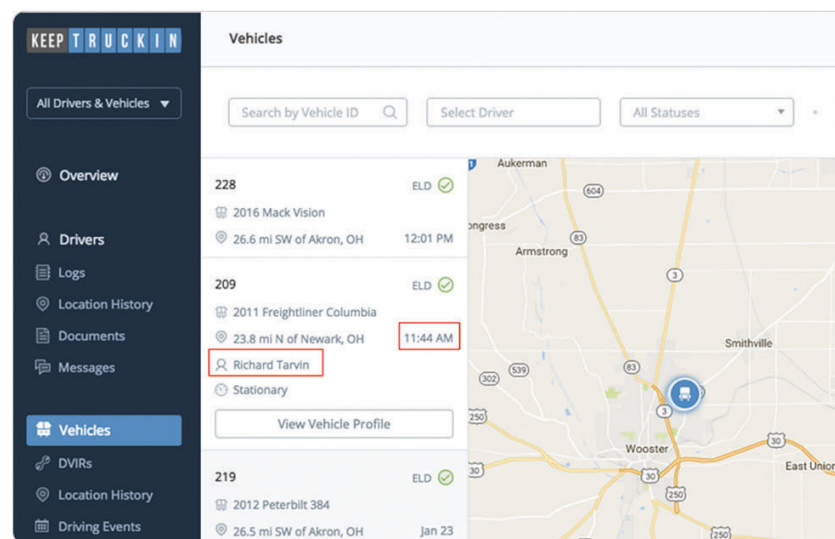 KEEP TRUCKIN
Vehicles
All Drivers & Vehicles
Search by Vehicle ID
Select Driver
All Statuses
Overview
Drivers
Logs
Location History
Documents
Messages
Vehicles
DVIRs
Location History
Driving Events
228 ELD
2016 Mack Vision
26.6 mi SW of Akron, OH 12:01 PM
209 ELD
2011 Freightliner Columbia
23.8 mi N of Newark, OH 11:44 AM
Richard Tarvin
Stationary
View Vehicle Profile
219 ELD
2012 Peterbilt 384
26.5 mi SW of Akron, OH Jan 23
Aukerman
604
ongress
83
Armstrong
3
Smithville
539
83
302
3
250
Wooster
30
30
30
East Union
250
250